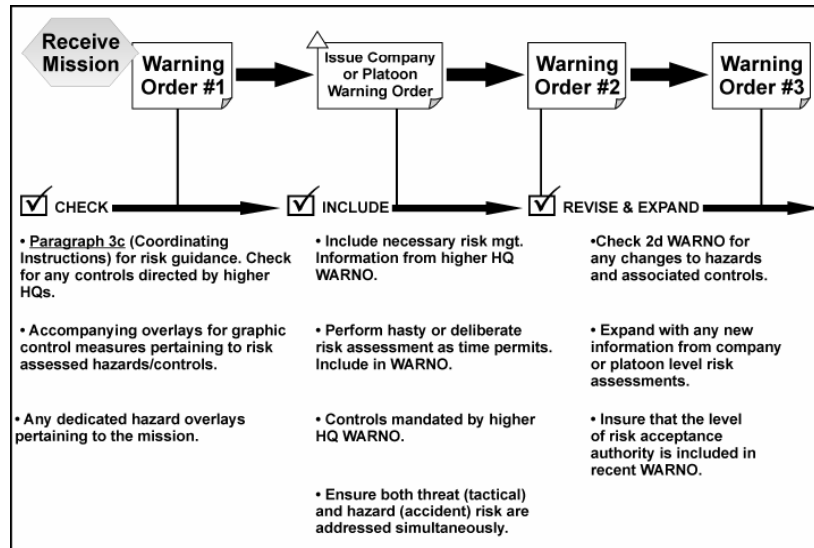 Receive
Mission
Warning
Order #1
Issue Company
or Platoon
Warning Order
Warning
Order #2
Warning
Order #3
CHECK
INCLUDE
REVISE & EXPAND
• Paragraph 3c (Coordinating
Instructions) for risk guidance. Check
for any controls directed by higher
HQs.
• Accompanying overlays for graphic
control measures pertaining to risk
assessed hazards/controls.
• Any dedicated hazard overlays
pertaining to the mission.
• Include necessary risk mgt.
Information from higher HQ
WARNO.
• Perform hasty or deliberate
risk assessment as time permits.
Include in WARNO.
• Controls mandated by higher
HQ WARNO.
• Ensure both threat (tactical)
and hazard (accident) risk are
addressed simultaneously.
•Check 2d WARNO for
any changes to hazards
and associated controls.
• Expand with any new
information from company
or platoon level risk
assessments.
• Insure that the level
of risk acceptance
authority is included in
recent WARNO.